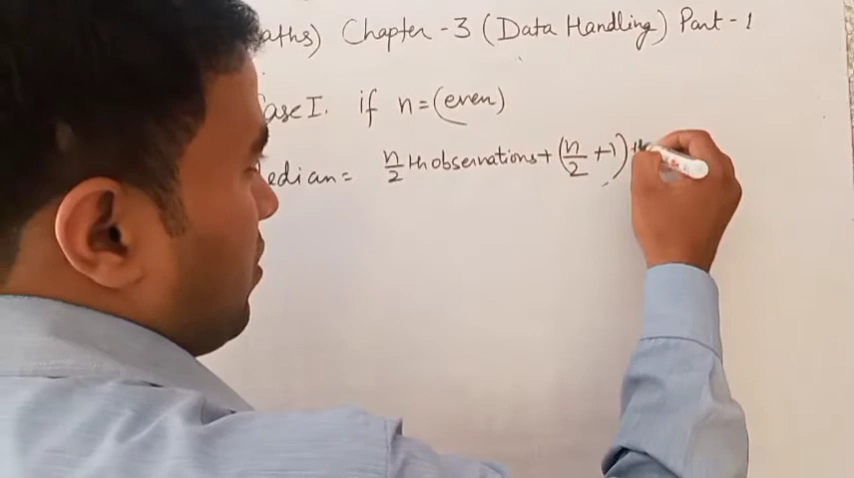 aths) Chapter - 3 (Data Handling) Part - 1
ase I. if n = (even)
edian = n/2 th observations + (n/2 + 1) th